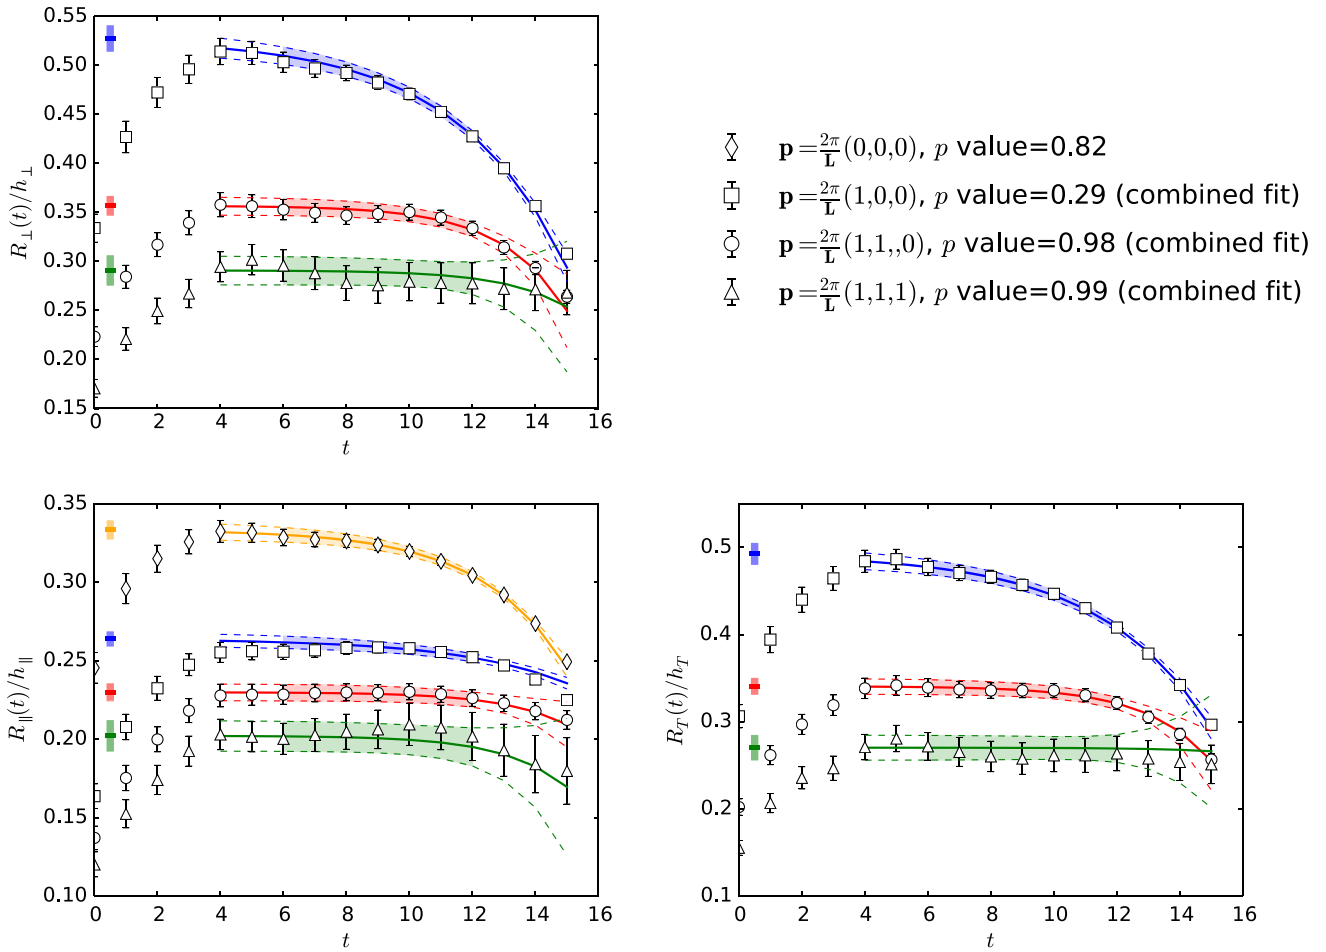 0.55
0.50
0.45
0.40
0.35
0.30
0.25
0.20
0.15
R⊥(t)/h⊥
0 2 4 6 8 10 12 14 16
t
p = 2π/L (0,0,0), p value=0.82
p = 2π/L (1,0,0), p value=0.29 (combined fit)
p = 2π/L (1,1,,0), p value=0.98 (combined fit)
p = 2π/L (1,1,1), p value=0.99 (combined fit)
0.35
0.30
0.25
0.20
0.15
0.10
R∥(t)/h∥
0 2 4 6 8 10 12 14 16
t
0.5
0.4
0.3
0.2
0.1
R_T(t)/h_T
0 2 4 6 8 10 12 14 16
t